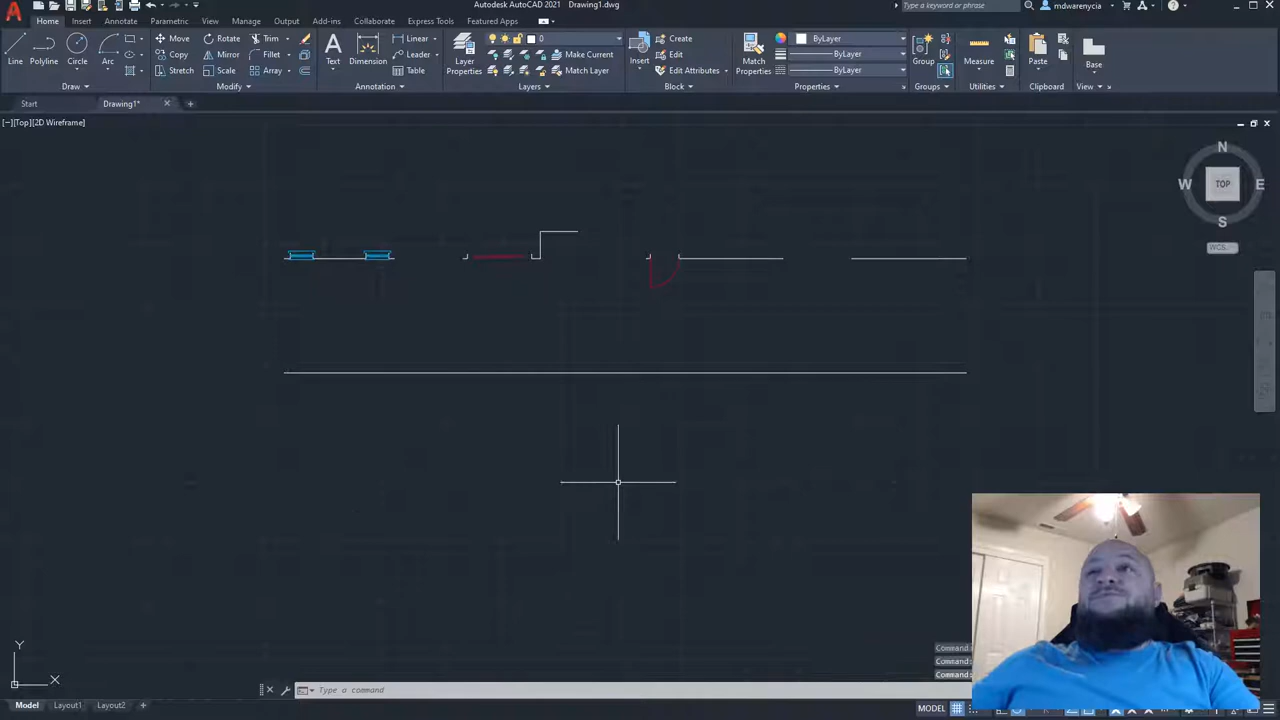 Autodesk AutoCAD 2021 Drawing1.dwg
Type a keyword or phrase
mdwarenycia
Home Insert Annotate Parametric View Manage Output Add-ins Collaborate Express Tools Featured Apps
Line Polyline Circle Arc
Move Rotate Trim
Copy Mirror Fillet
Stretch Scale Array
Text Dimension
Linear
Leader
Table
Layer Properties
0
Make Current
Match Layer
Insert
Create
Edit
Edit Attributes
Match Properties
ByLayer
ByLayer
ByLayer
Group
Measure
Paste
Base
Draw Modify Annotation Layers Block Properties Groups Utilities Clipboard View
Start Drawing1*
[−][Top][2D Wireframe]
N
W TOP E
S
WCS
Y
X
Command:
Command:
Command:
Type a command
Model Layout1 Layout2
MODEL